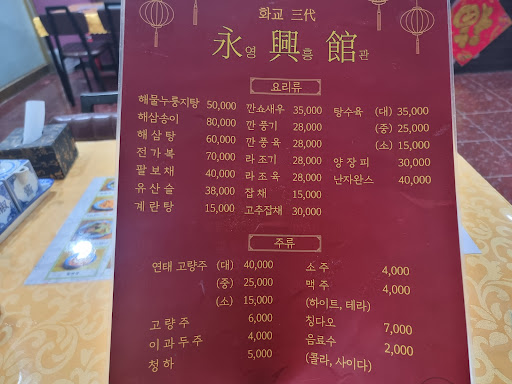 화교 三代
永영 興흥 館관
요리류
해물누룽지탕 50,000
해삼송이 80,000
해삼탕 60,000
전가복 70,000
팔보채 40,000
유산슬 38,000
계란탕 15,000
깐쇼새우 35,000
깐풍기 28,000
깐풍육 28,000
라조기 28,000
라조육 28,000
잡채 15,000
고추잡채 30,000
탕수육 (대) 35,000
(중) 25,000
(소) 15,000
양장피 30,000
난자완스 40,000
주류
연태 고량주 (대) 40,000
(중) 25,000
(소) 15,000
고량주 6,000
이과두주 4,000
청하 5,000
소주 4,000
맥주 4,000
(하이트, 테라)
칭다오 7,000
음료수 2,000
(콜라, 사이다)